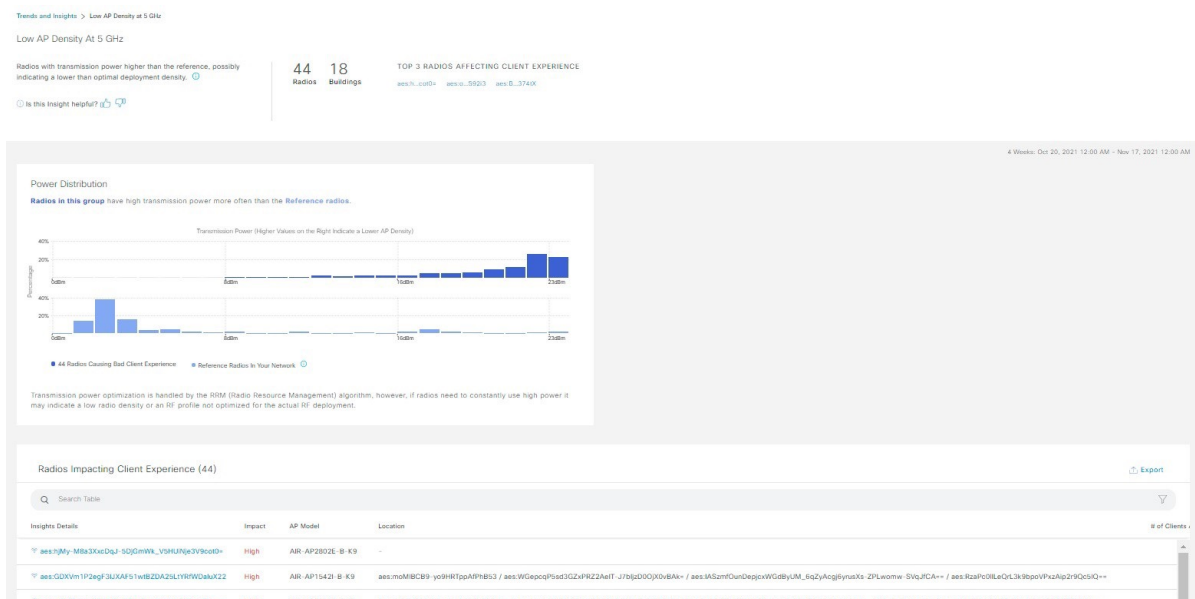 Trends and Insights > Low AP Density at 5 GHz
Low AP Density At 5 GHz
Radios with transmission power higher than the reference, possibly
indicating a lower than optimal deployment density.
Is this Insight helpful?
44 18
Radios Buildings
TOP 3 RADIOS AFFECTING CLIENT EXPERIENCE
aes:h...cot0= aes:o...592i3 aes:B...374IX
4 Weeks: Oct 20, 2021 12:00 AM - Nov 17, 2021 12:00 AM
Power Distribution
Radios in this group have high transmission power more often than the Reference radios.
Transmission Power (Higher Values on the Right Indicate a Lower AP Density)
Percentage
40%
20%
0dBm 8dBm 16dBm 23dBm
40%
20%
0dBm 8dBm 16dBm 23dBm
44 Radios Causing Bad Client Experience Reference Radios In Your Network
Transmission power optimization is handled by the RRM (Radio Resource Management) algorithm, however, if radios need to constantly use high power it
may indicate a low radio density or an RF profile not optimized for the actual RF deployment.
Radios Impacting Client Experience (44)
Export
Search Table
Insights Details Impact AP Model Location # of Clients
High AIR-AP2802E-B-K9 -
High AIR-AP1542I-B-K9